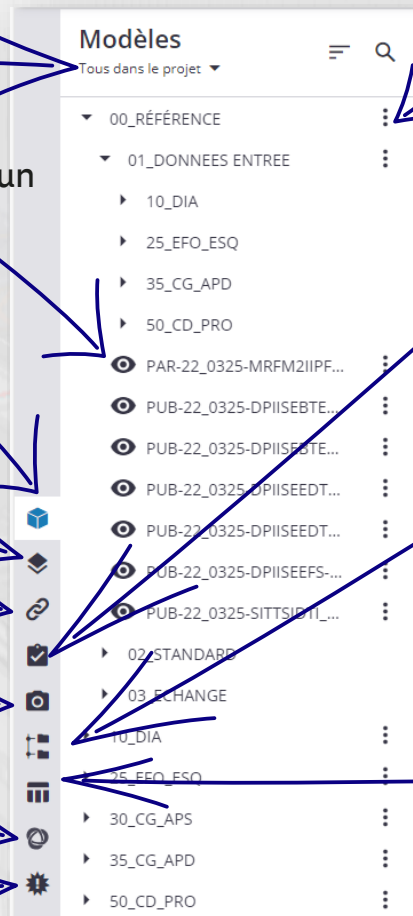 Modèles
Tous dans le projet
00_RÉFÉRENCE
un
01_DONNEES ENTREE
10_DIA
25_EFO_ESQ
35_CG_APD
50_CD_PRO
PAR-22_0325-MRFM2IIPF...
PUB-22_0325-DPIISEBTE...
PUB-22_0325-DPIISEBTE...
PUB-22_0325-DPIISEEDT...
PUB-22_0325-DPIISEEDT...
PUB-22_0325-DPIISEEFS-...
PUB-22_0325-SITTSIDTI_...
02_STANDARD
03_ECHANGE
10_DIA
25_EFO_ESQ
30_CG_APS
35_CG_APD
50_CD_PRO